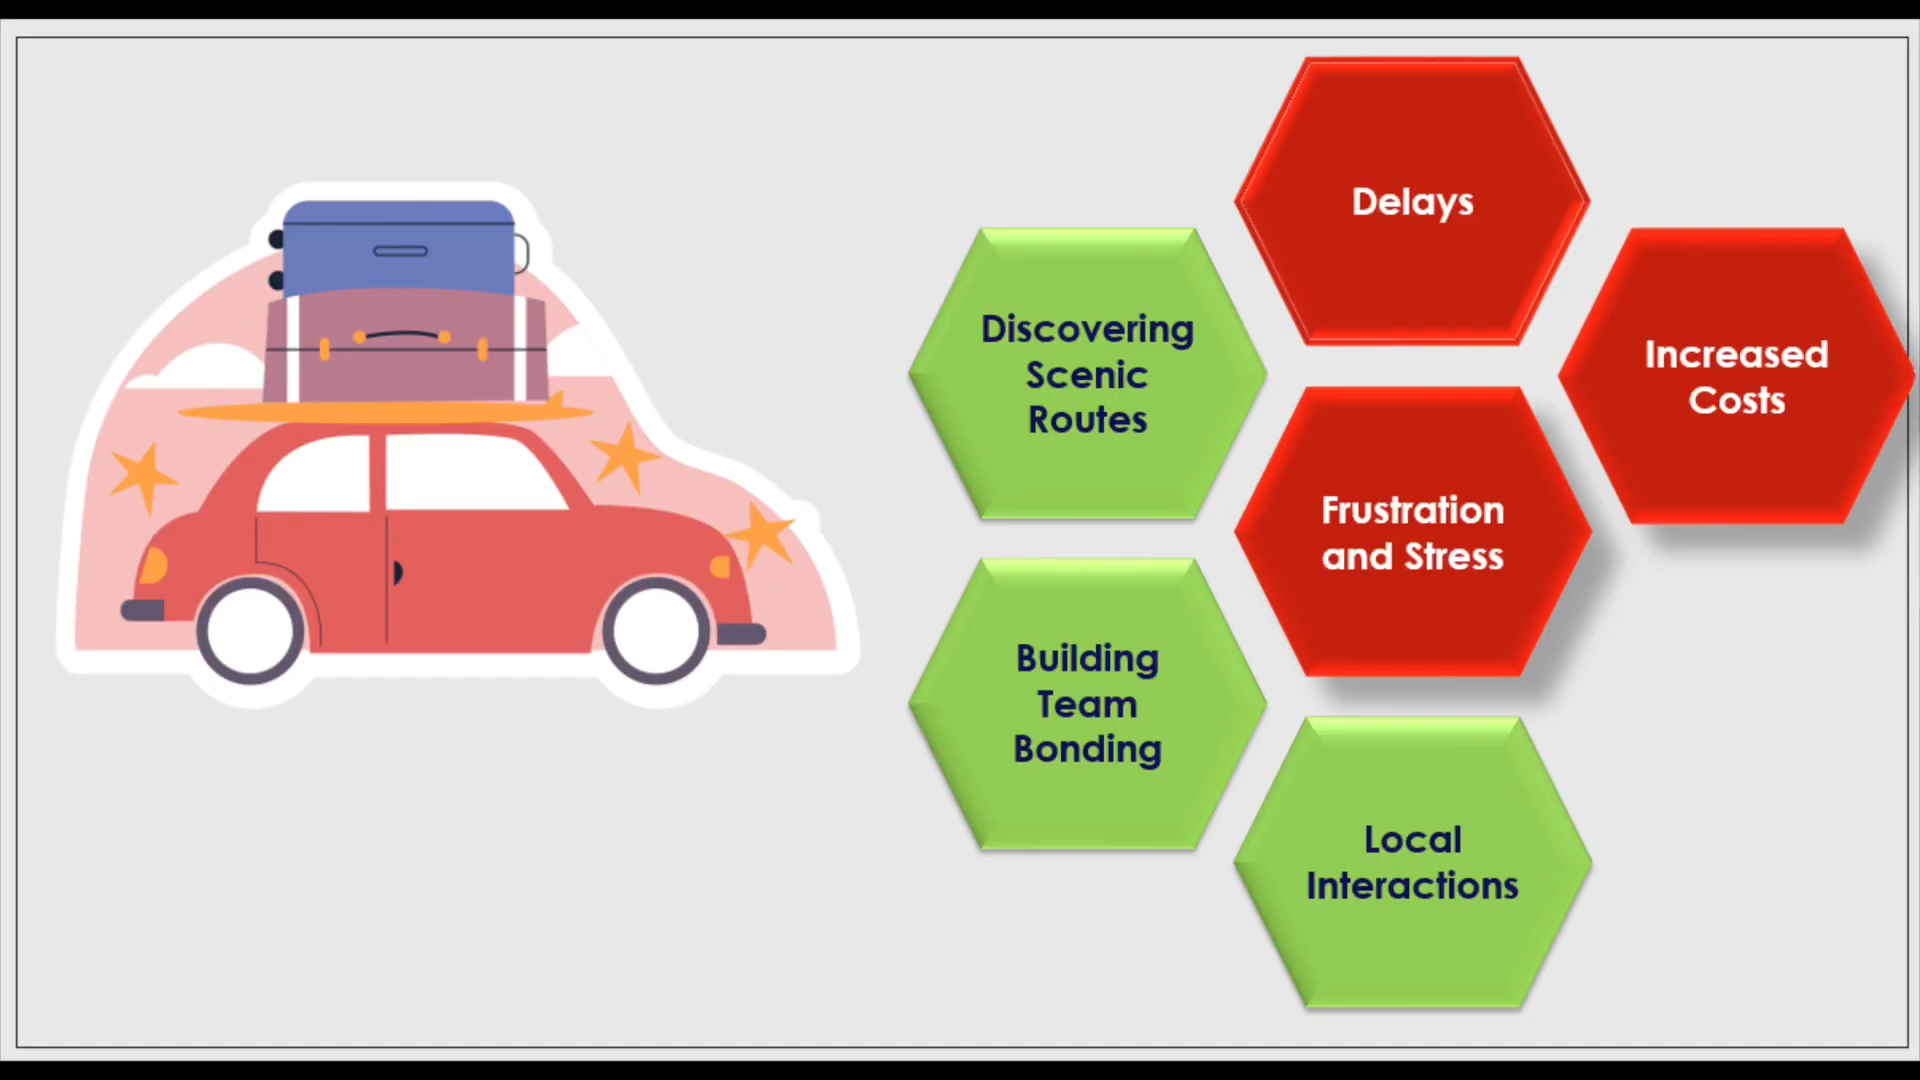 Delays
Discovering
Scenic
Routes
Increased
Costs
Frustration
and Stress
Building
Team
Bonding
Local
Interactions